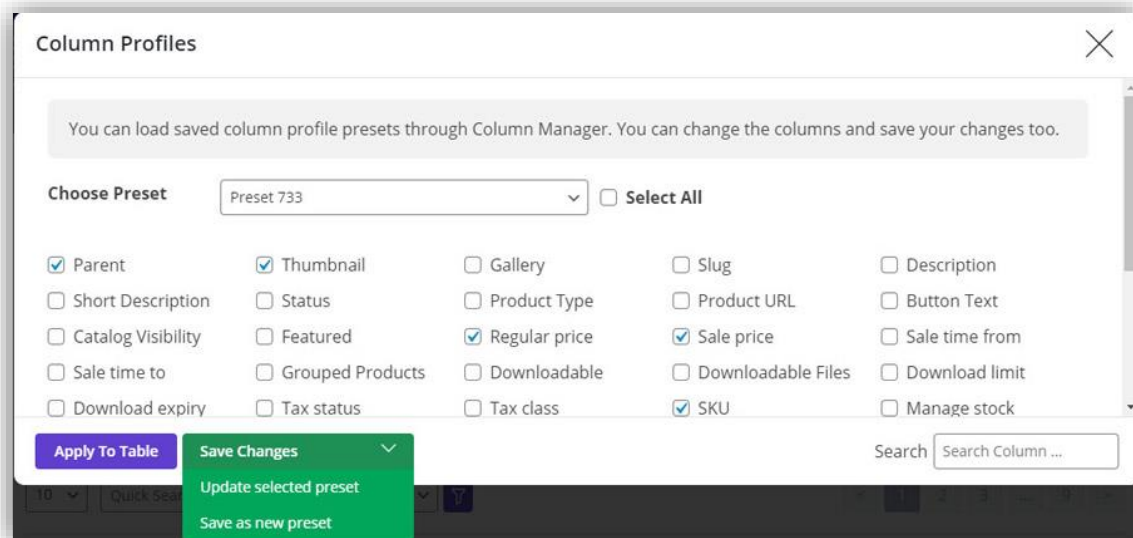 Column Profiles
You can load saved column profile presets through Column Manager. You can change the columns and save your changes too.
Choose Preset Preset 733 Select All
Parent Thumbnail Gallery Slug Description
Short Description Status Product Type Product URL Button Text
Catalog Visibility Featured Regular price Sale price Sale time from
Sale time to Grouped Products Downloadable Downloadable Files Download limit
Download expiry Tax status Tax class SKU Manage stock
Apply To Table Save Changes Search Search Column ...
Update selected preset
10 Quick Sear 1 2 3 ... 9
Save as new preset